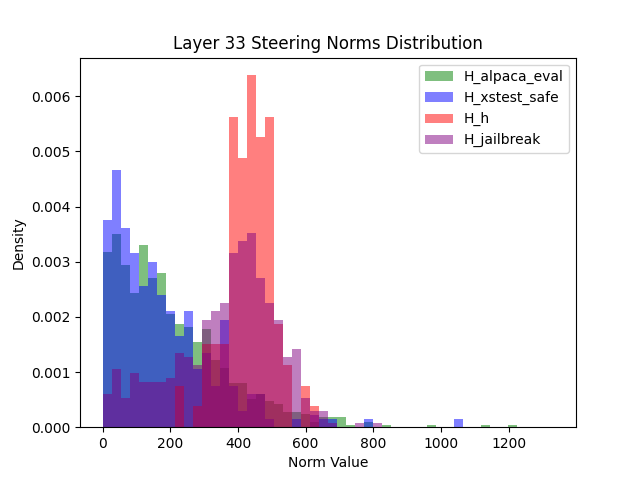 Layer 33 Steering Norms Distribution
H_alpaca_eval
H_xstest_safe
H_h
H_jailbreak
0.006
0.005
0.004
0.003
0.002
0.001
0.000
Density
0 200 400 600 800 1000 1200
Norm Value